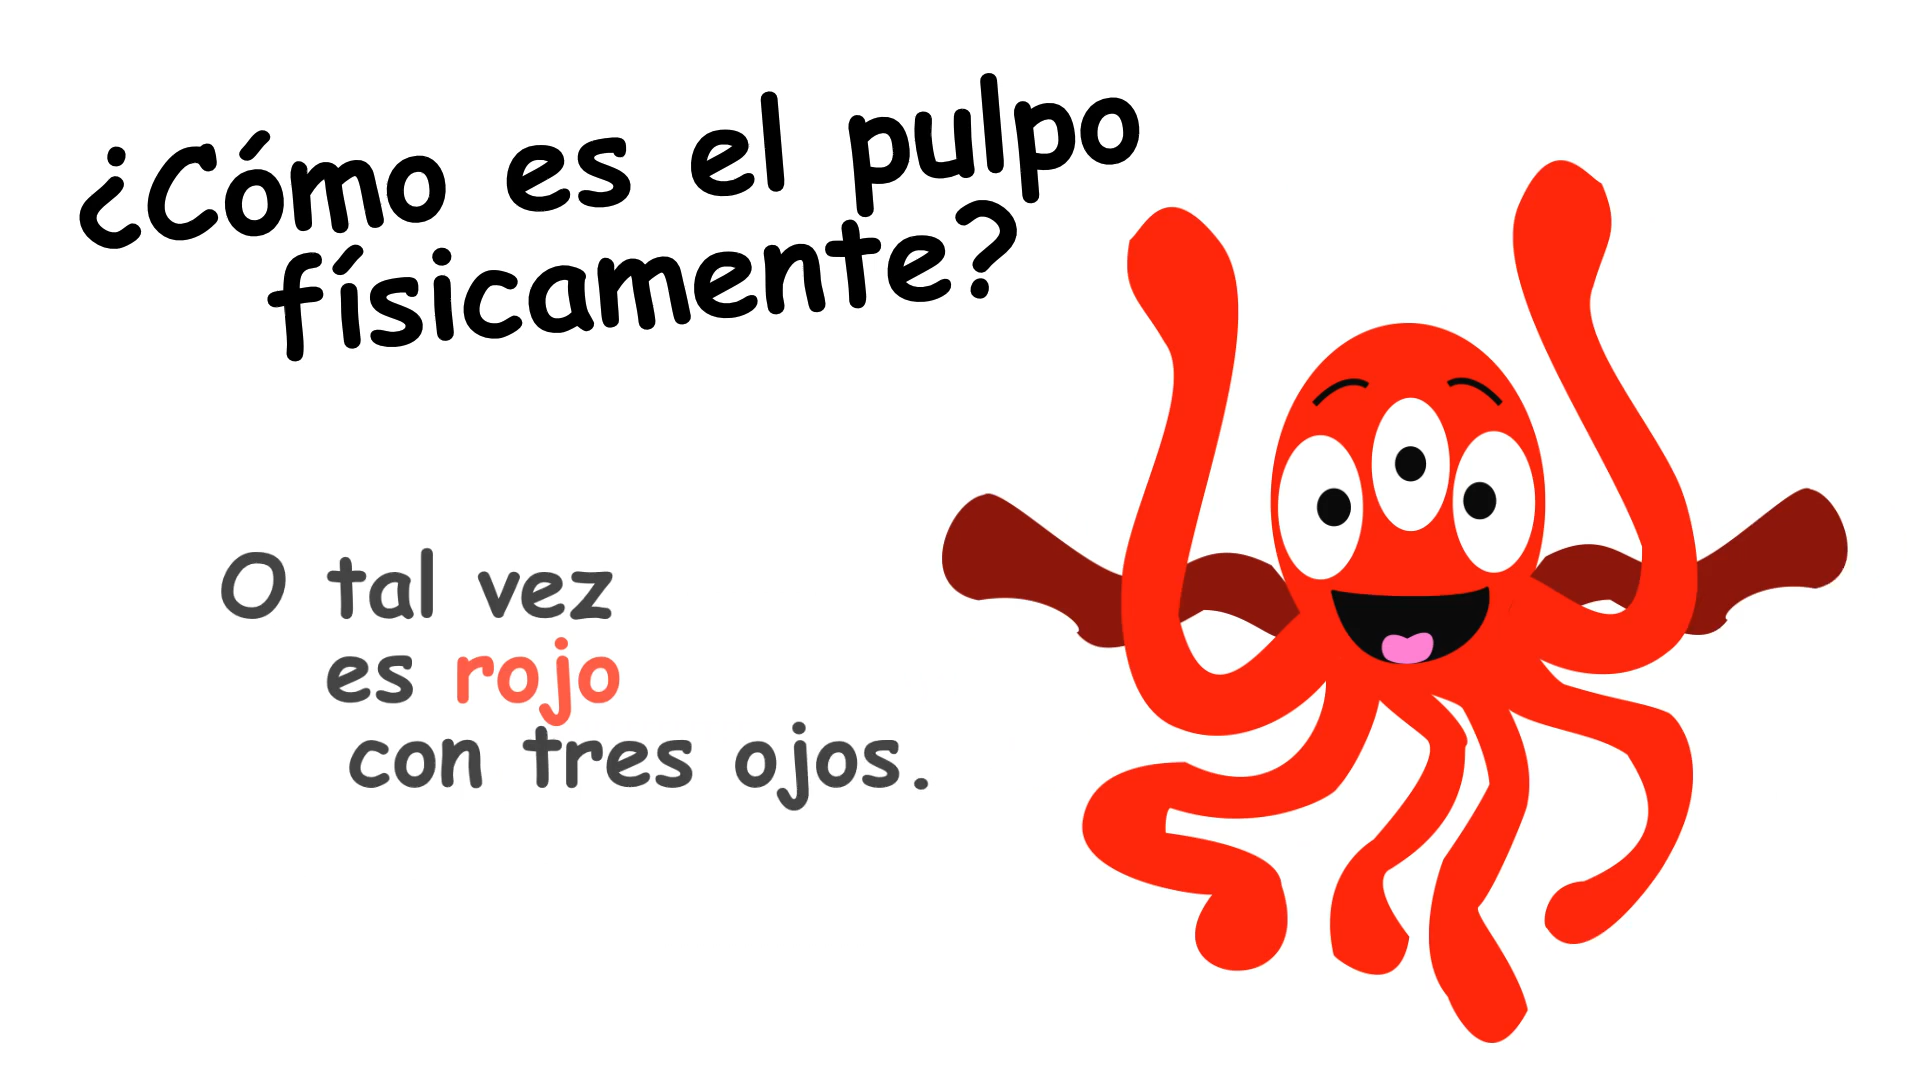 ¿Cómo es el pulpo
físicamente?
O tal vez
es rojo
con tres ojos.